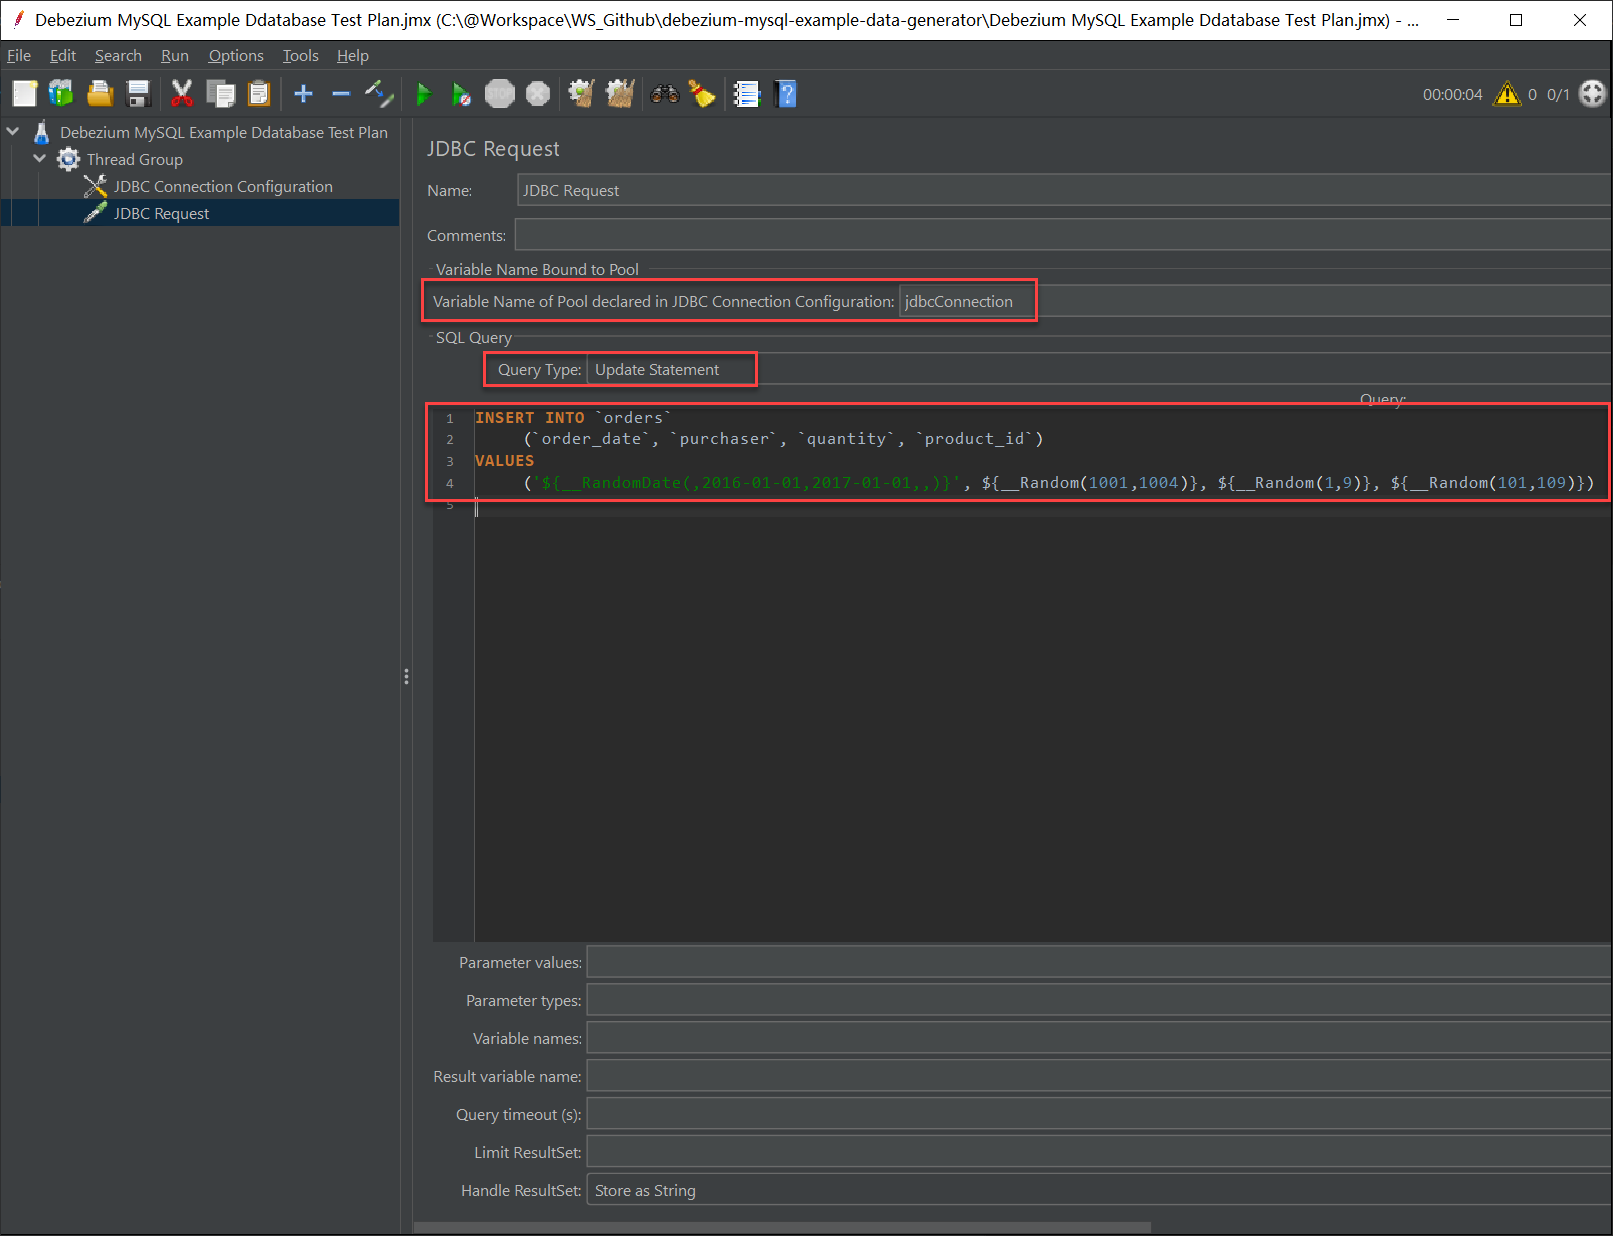 Debezium MySQL Example Ddatabase Test Plan.jmx (C:\@Workspace\WS_Github\debezium-mysql-example-data-generator\Debezium MySQL Example Ddatabase Test Plan.jmx) - ...
File Edit Search Run Options Tools Help
STOP
00:00:04 0 0/1
Debezium MySQL Example Ddatabase Test Plan
Thread Group
JDBC Connection Configuration
JDBC Request
JDBC Request
Name: JDBC Request
Comments:
Variable Name Bound to Pool
Variable Name of Pool declared in JDBC Connection Configuration: jdbcConnection
SQL Query
Query Type: Update Statement
Query:
1 INSERT INTO `orders`
2 (`order_date`, `purchaser`, `quantity`, `product_id`)
3 VALUES
4 ('${__RandomDate(,2016-01-01,2017-01-01,,)}', ${__Random(1001,1004)}, ${__Random(1,9)}, ${__Random(101,109)})
5
Parameter values:
Parameter types:
Variable names:
Result variable name:
Query timeout (s):
Limit ResultSet:
Handle ResultSet: Store as String